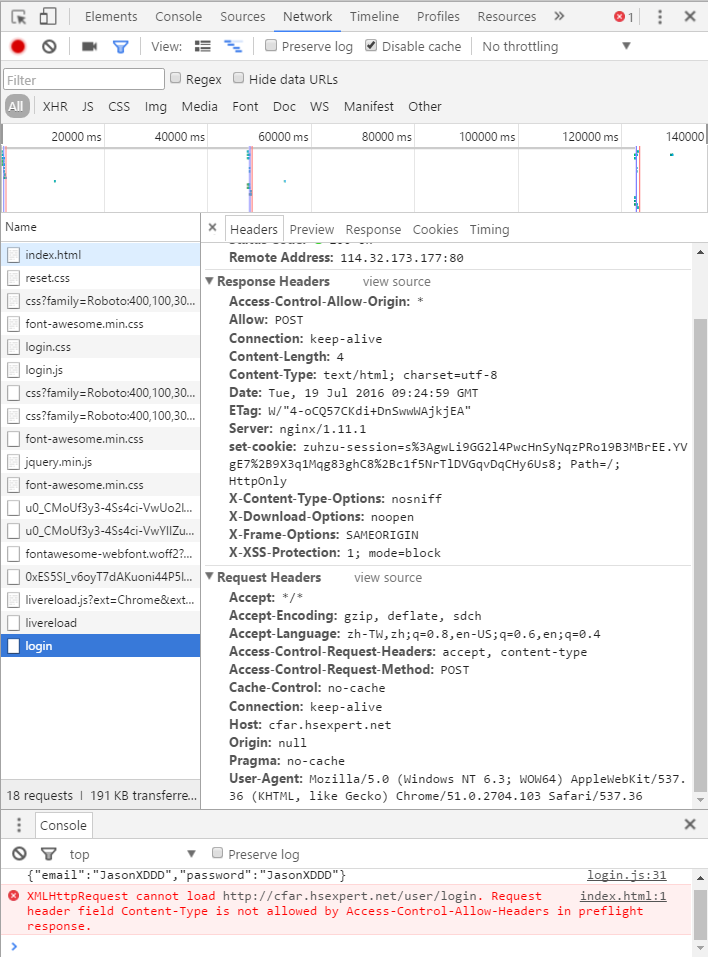 Elements Console Sources Network Timeline Profiles Resources » 1
View: Preserve log Disable cache No throttling
Filter Regex Hide data URLs
All XHR JS CSS Img Media Font Doc WS Manifest Other
20000 ms 40000 ms 60000 ms 80000 ms 100000 ms 120000 ms 140000
Name
index.html
reset.css
css?family=Roboto:400,100,30...
font-awesome.min.css
login.css
login.js
css?family=Roboto:400,100,30...
css?family=Roboto:400,100,30...
font-awesome.min.css
jquery.min.js
font-awesome.min.css
u0_CMoUf3y3-4Ss4ci-VwUo2l...
u0_CMoUf3y3-4Ss4ci-VwYIlZu...
fontawesome-webfont.woff2?...
0xES5Sl_v6oyT7dAKuoni44P5l...
livereload.js?ext=Chrome&ext...
livereload
login
18 requests | 191 KB transferre...
× Headers Preview Response Cookies Timing
Remote Address: 114.32.173.177:80
Response Headers view source
Access-Control-Allow-Origin: *
Allow: POST
Connection: keep-alive
Content-Length: 4
Content-Type: text/html; charset=utf-8
Date: Tue, 19 Jul 2016 09:24:59 GMT
ETag: W/"4-oCQ57CKdi+DnSwwWAjkjEA"
Server: nginx/1.11.1
set-cookie: zuhzu-session=s%3AgwLi9GG2l4PwcHnSyNqzPRo19B3MBrEE.YV
gE7%2B9X3q1Mqg83ghC8%2Bc1f5NrTlDVGqvDqCHy6Us8; Path=/;
HttpOnly
X-Content-Type-Options: nosniff
X-Download-Options: noopen
X-Frame-Options: SAMEORIGIN
X-XSS-Protection: 1; mode=block
Request Headers view source
Accept: */*
Accept-Encoding: gzip, deflate, sdch
Accept-Language: zh-TW,zh;q=0.8,en-US;q=0.6,en;q=0.4
Access-Control-Request-Headers: accept, content-type
Access-Control-Request-Method: POST
Cache-Control: no-cache
Connection: keep-alive
Host: cfar.hsexpert.net
Origin: null
Pragma: no-cache
User-Agent: Mozilla/5.0 (Windows NT 6.3; WOW64) AppleWebKit/537.
36 (KHTML, like Gecko) Chrome/51.0.2704.103 Safari/537.36
Console
top Preserve log
{"email":"JasonXDDD","password":"JasonXDDD"} login.js:31
XMLHttpRequest cannot load http://cfar.hsexpert.net/user/login. Request index.html:1
header field Content-Type is not allowed by Access-Control-Allow-Headers in preflight
response.